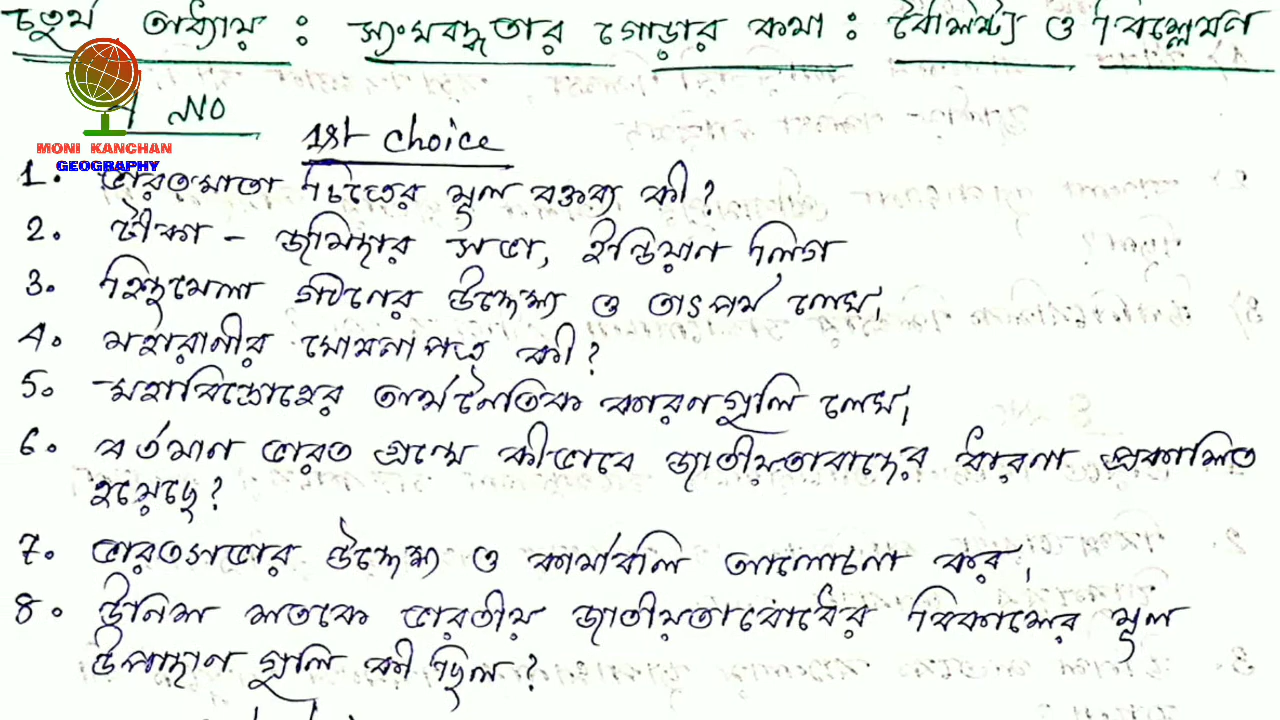 চতুর্থ অধ্যায় : সংঘবদ্ধতার গোড়ার কথা : বৈশিষ্ট্য ও বিশ্লেষণ
4 NO
MONI KANCHAN
GEOGRAPHY
1st choice
1. ভারতমাতা চিত্রের মূল বক্তব্য কী?
2. টীকা - জমিদার সভা, ইন্ডিয়ান লিগ
3. হিন্দুমেলা গঠনের উদ্দেশ্য ও তাৎপর্য লেখ।
4. মহারানীর ঘোষণাপত্র কী?
5. মহাবিদ্রোহের অর্থনৈতিক কারণগুলি লেখ।
6. বর্তমান ভারত গ্রন্থে কীভাবে জাতীয়তাবাদের ধারণা প্রকাশিত
হয়েছে?
7. ভারতসভার উদ্দেশ্য ও কার্যাবলি আলোচনা কর।
8. উনিশ শতকে ভারতীয় জাতীয়তাবোধের বিকাশের মূল
উপাদান গুলি কী ছিল?